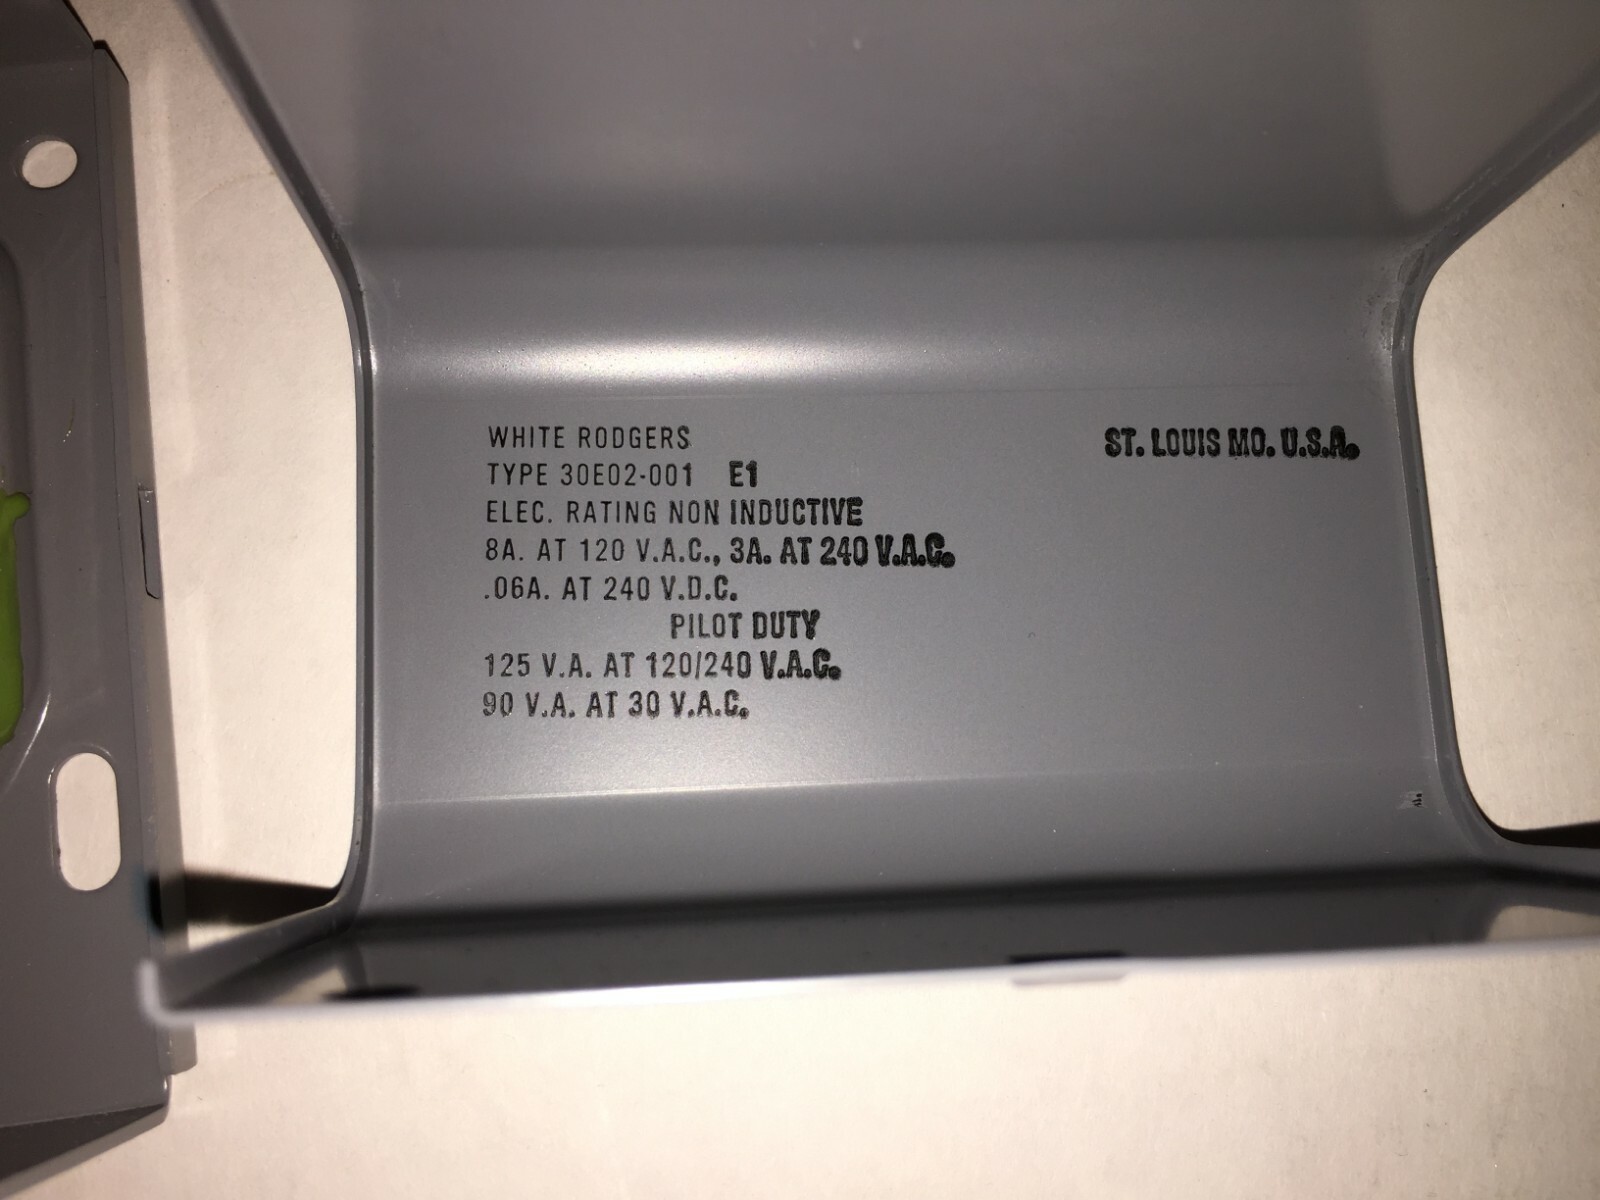 WHITE RODGERS
ST. LOUIS MO. U.S.A.
TYPE 30E02-001 E1
ELEC. RATING NON INDUCTIVE
8A. AT 120 V.A.C., 3A. AT 240 V.A.C.
.06A. AT 240 V.D.C.
PILOT DUTY
125 V.A. AT 120/240 V.A.C.
90 V.A. AT 30 V.A.C.